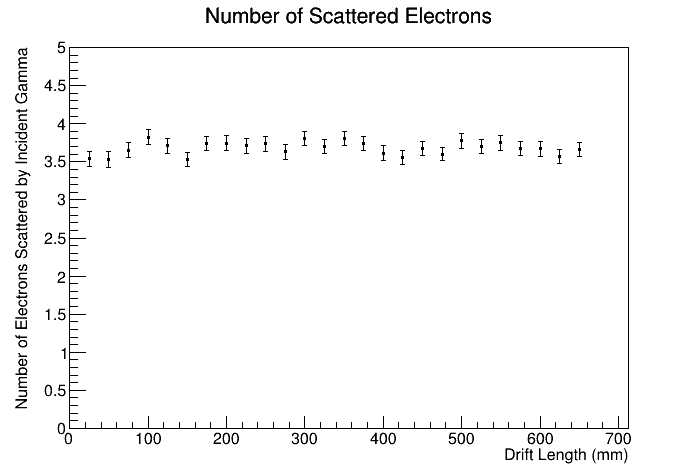 Number of Scattered Electrons
Number of Electrons Scattered by Incident Gamma
5
4.5
4
3.5
3
2.5
2
1.5
1
0.5
0
0 100 200 300 400 500 600 700
Drift Length (mm)